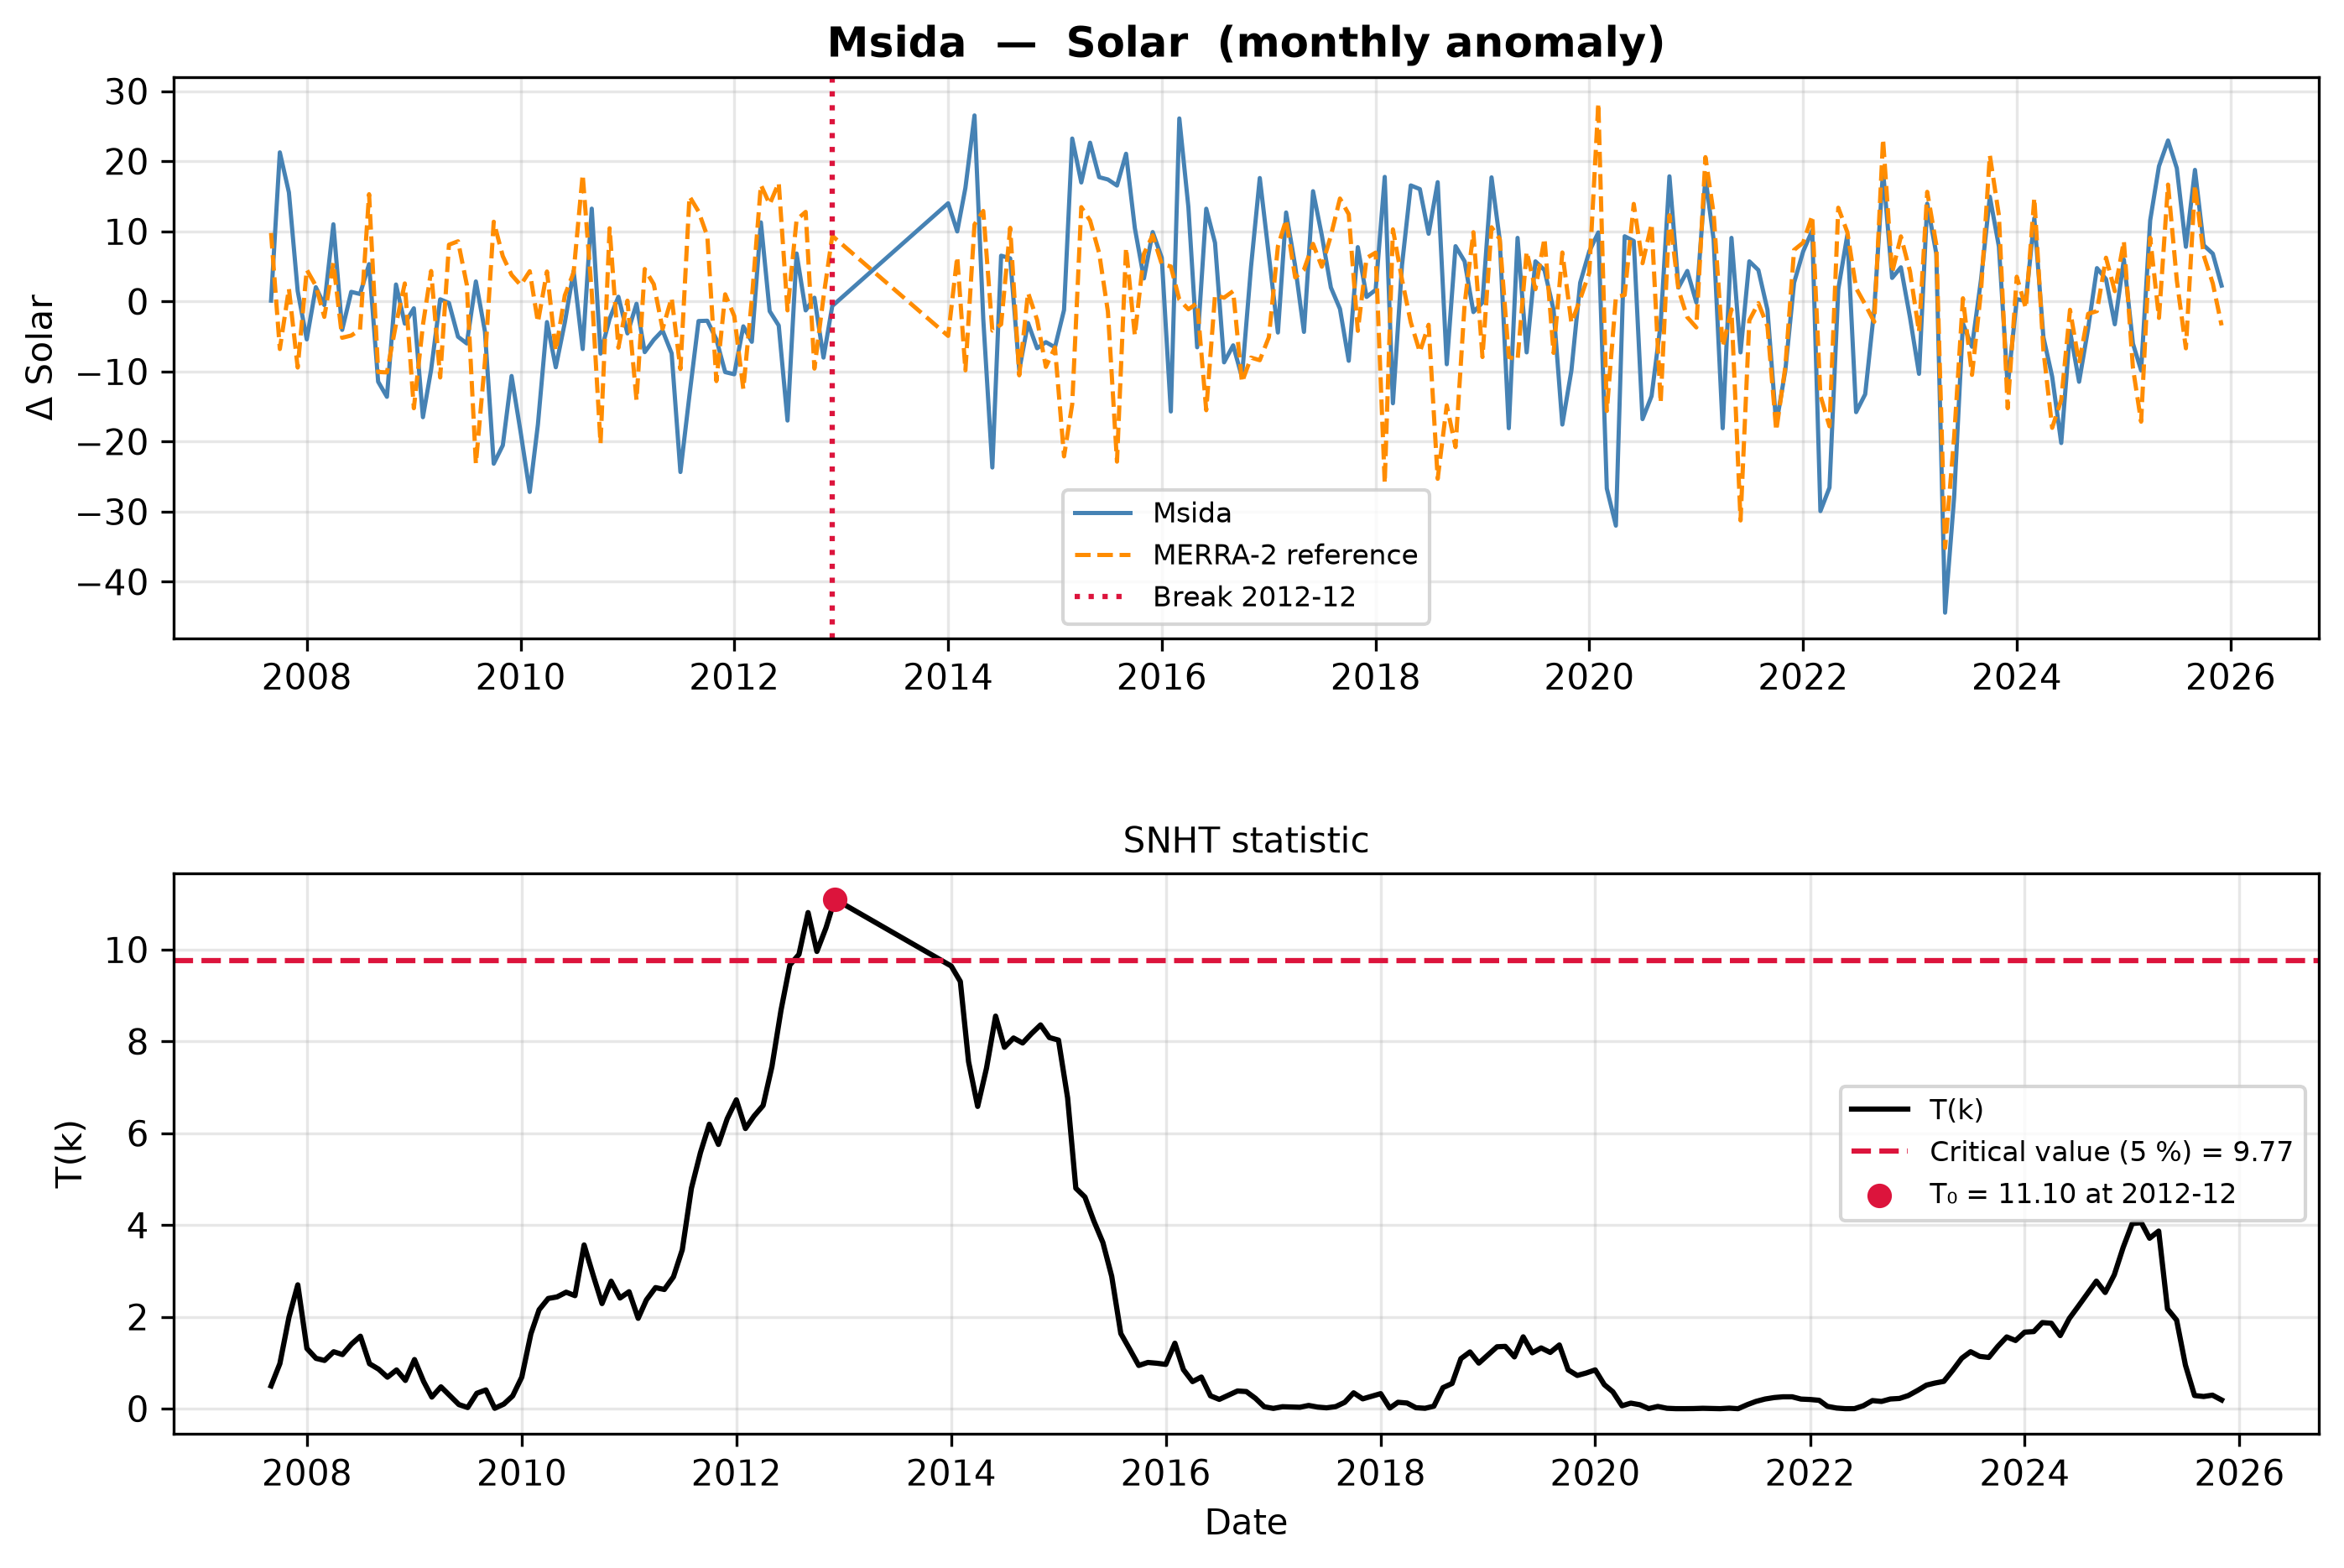 Msida — Solar (monthly anomaly)
Δ Solar
30
20
10
0
−10
−20
−30
−40
Msida
MERRA-2 reference
Break 2012-12
2008 2010 2012 2014 2016 2018 2020 2022 2024 2026
SNHT statistic
T(k)
10
8
6
4
2
0
T(k)
Critical value (5 %) = 9.77
T₀ = 11.10 at 2012-12
2008 2010 2012 2014 2016 2018 2020 2022 2024 2026
Date